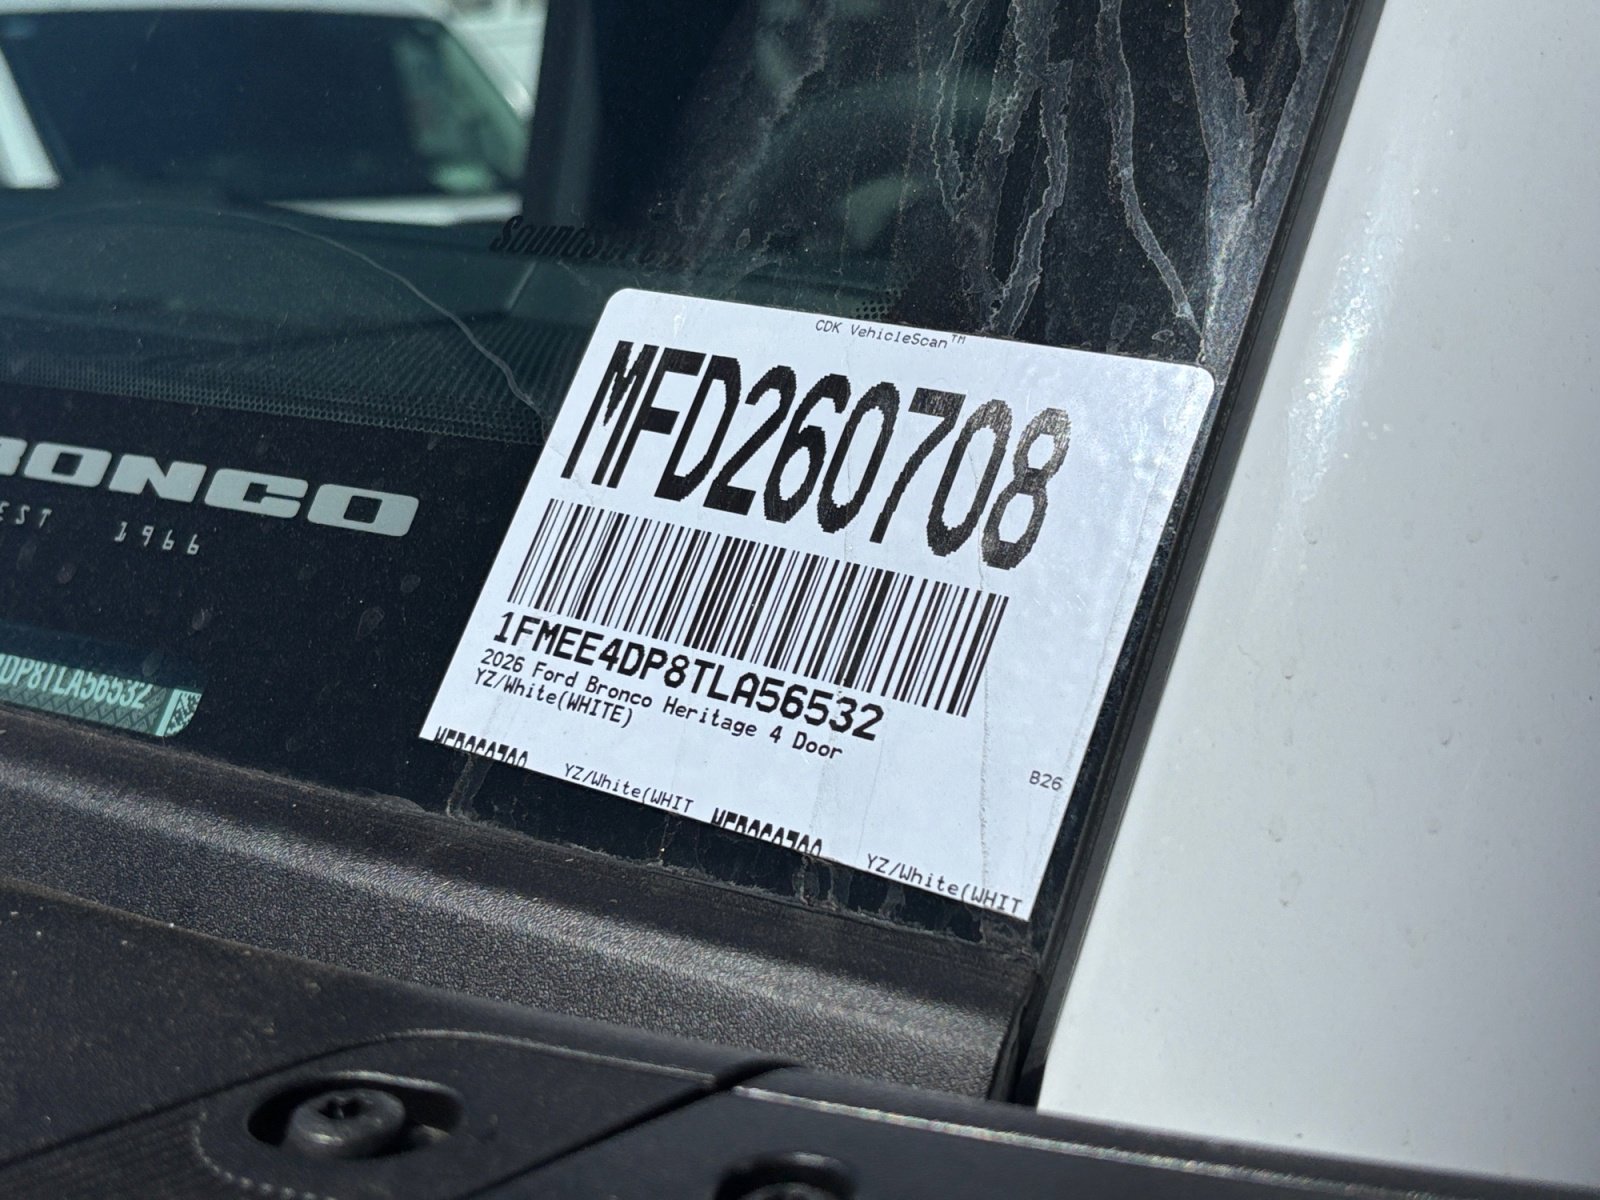 CDK VehicleScan™
MFD260708
1FMEE4DP8TLA56532
2026 Ford Bronco Heritage 4 Door
YZ/White(WHITE)
B26
YZ/White(WHIT
YZ/White(WHIT
RONCO
EST 1966
DP8TLA56532